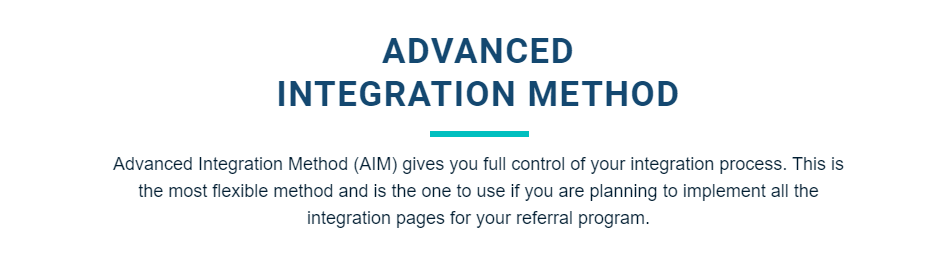 ADVANCED
INTEGRATION METHOD
Advanced Integration Method (AIM) gives you full control of your integration process. This is
the most flexible method and is the one to use if you are planning to implement all the
integration pages for your referral program.